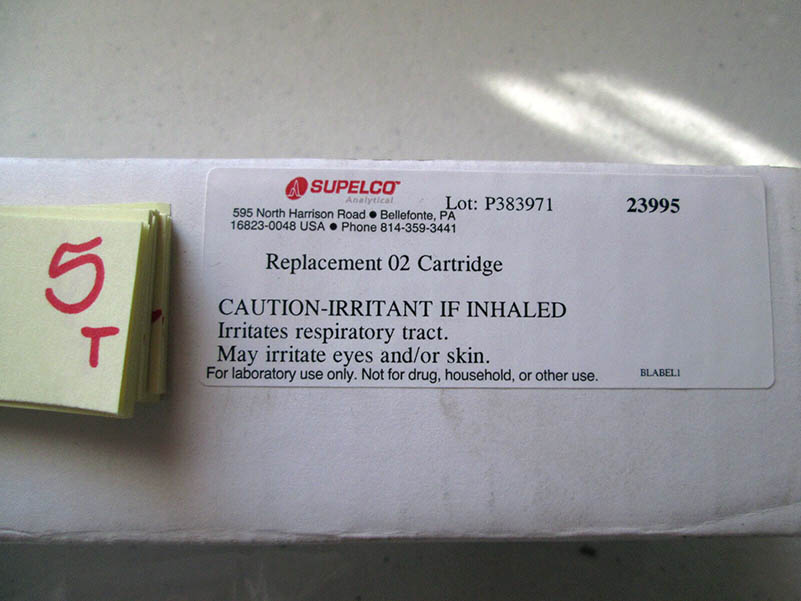 5
T
SUPELCO™
Analytical
Lot: P383971
23995
595 North Harrison Road ● Bellefonte, PA
16823-0048 USA ● Phone 814-359-3441
Replacement 02 Cartridge
CAUTION-IRRITANT IF INHALED
Irritates respiratory tract.
May irritate eyes and/or skin.
For laboratory use only. Not for drug, household, or other use.
BLABEL1